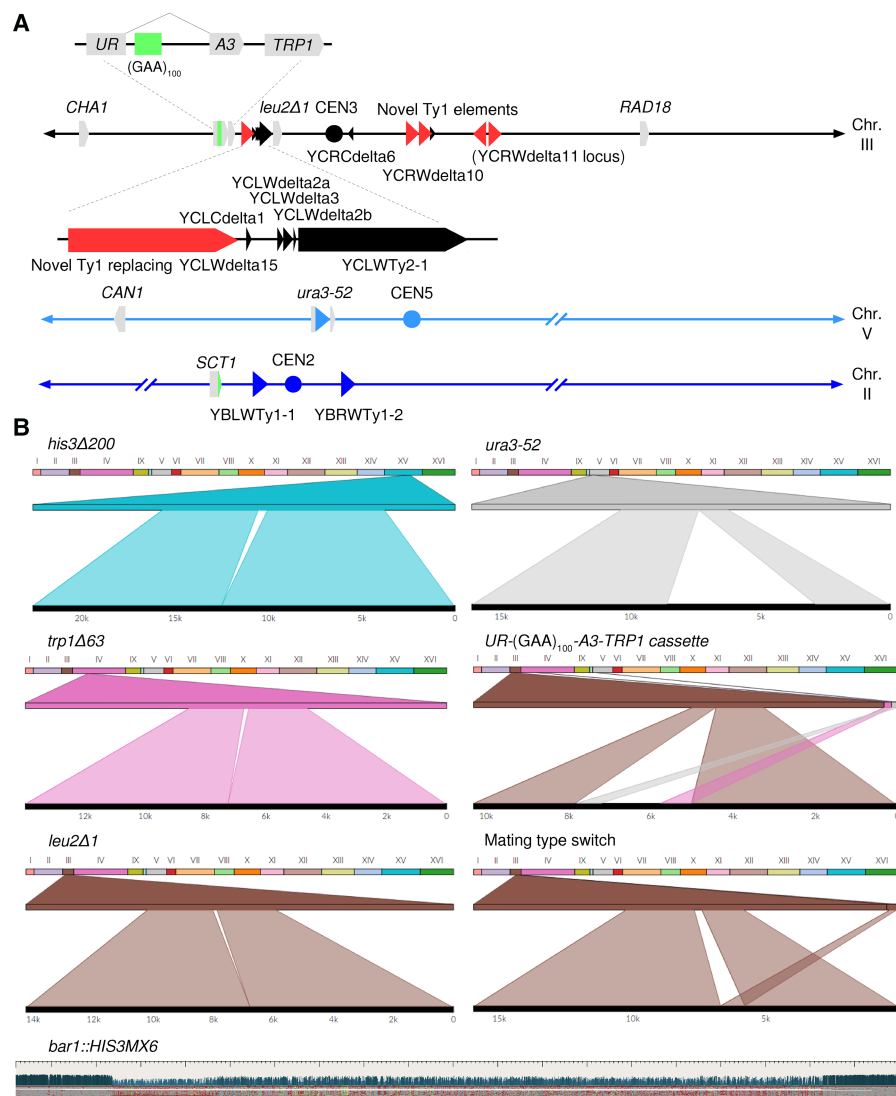 A
UR
A3
TRP1
(GAA)100
CHA1
leu2Δ1
CEN3
Novel Ty1 elements
RAD18
Chr.
III
YCRCdelta6
(YCRWdelta11 locus)
YCRWdelta10
YCLWdelta2a
YCLWdelta3
YCLCdelta1
YCLWdelta2b
Novel Ty1 replacing
YCLWdelta15
YCLWTy2-1
CAN1
ura3-52
CEN5
Chr.
V
SCT1
CEN2
Chr.
II
YBLWTy1-1
YBRWTy1-2
B
his3Δ200
I II III IV IX V VI VII VIII X XI XII XIII XIV XV XVI
20k 15k 10k 5k 0
ura3-52
I II III IV IX V VI VII VIII X XI XII XIII XIV XV XVI
15k 10k 5k 0
trp1Δ63
I II III IV IX V VI VII VIII X XI XII XIII XIV XV XVI
12k 10k 8k 6k 4k 2k 0
UR-(GAA)100-A3-TRP1 cassette
I II III IV IX V VI VII VIII X XI XII XIII XIV XV XVI
10k 8k 6k 4k 2k
leu2Δ1
I II III IV IX V VI VII VIII X XI XII XIII XIV XV XVI
14k 12k 10k 8k 6k 4k 2k 0
Mating type switch
I II III IV IX V VI VII VIII X XI XII XIII XIV XV XVI
15k 10k 5k
bar1::HIS3MX6